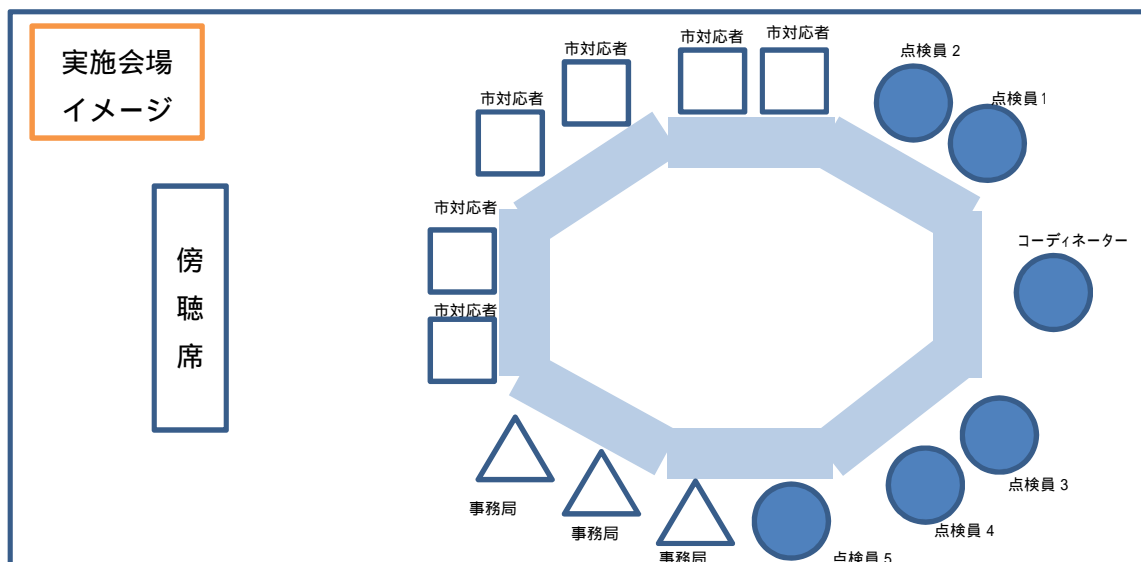 実施会場
イメージ
傍聴席
市対応者
市対応者
市対応者
市対応者
市対応者
市対応者
点検員2
点検員1
コーディネーター
点検員3
点検員4
点検員5
事務局
事務局
事務局